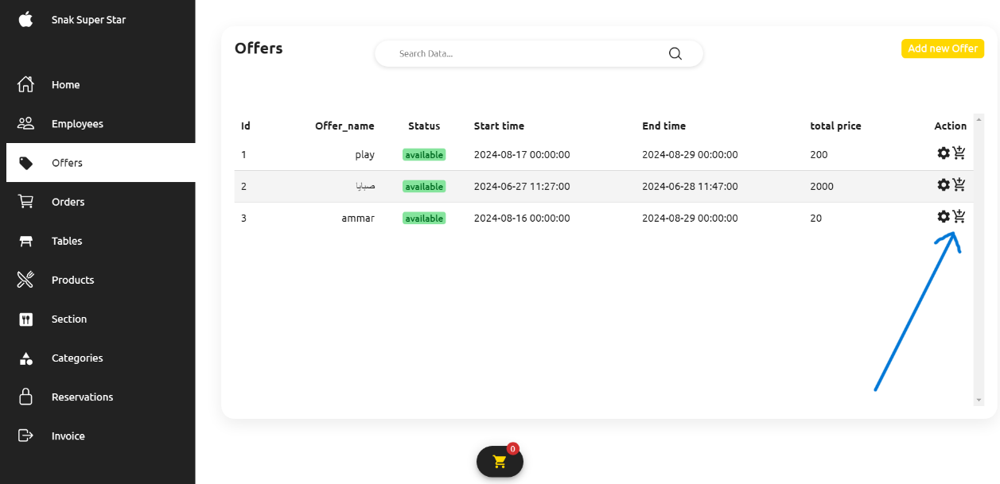 Snak Super Star
Home
Employees
Offers
Orders
Tables
Products
Section
Categories
Reservations
Invoice
Offers
Search Data...
Add new Offer
Id Offer_name Status Start time End time total price Action
1 play available 2024-08-17 00:00:00 2024-08-29 00:00:00 200
2 صبايا available 2024-06-27 11:27:00 2024-06-28 11:47:00 2000
3 ammar available 2024-08-16 00:00:00 2024-08-29 00:00:00 20
0